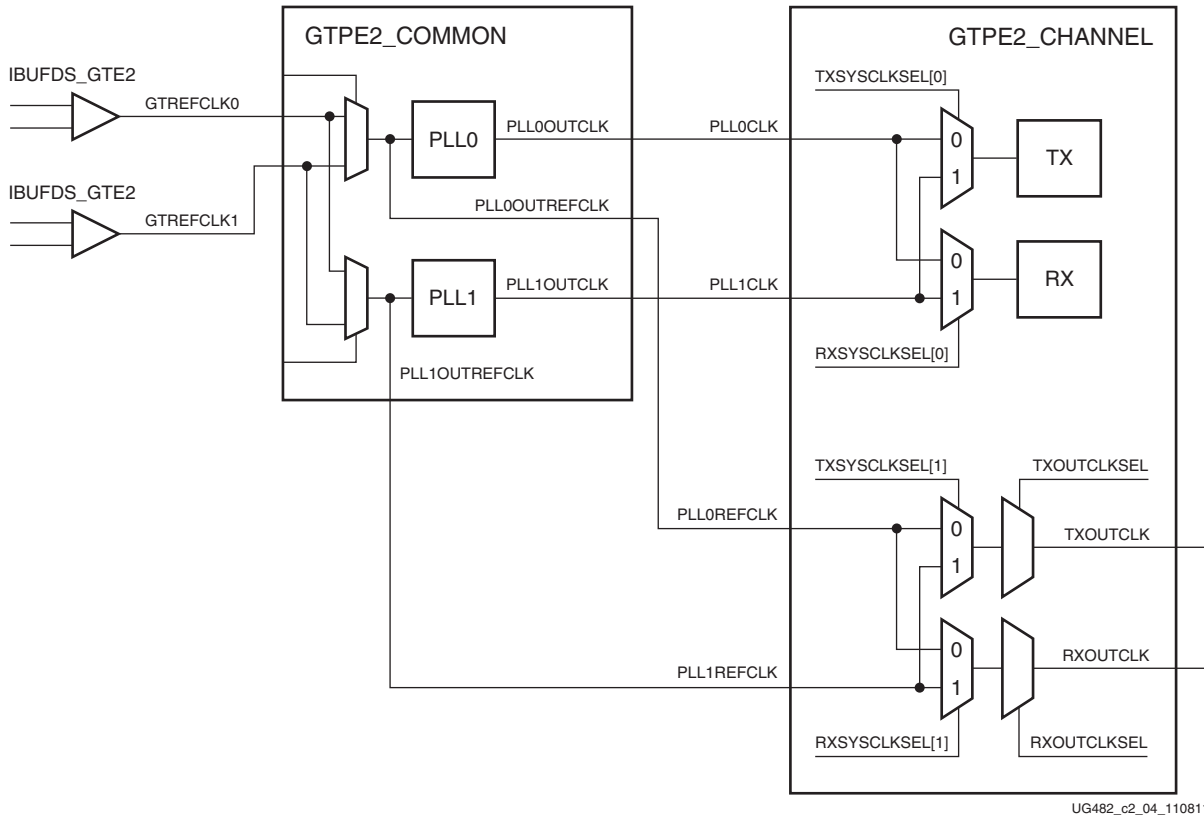 GTPE2_COMMON
GTPE2_CHANNEL
IBUFDS_GTE2
GTREFCLK0
IBUFDS_GTE2
GTREFCLK1
PLL0
PLL0OUTCLK
PLL0OUTREFCLK
PLL1
PLL1OUTCLK
PLL1OUTREFCLK
PLL0CLK
PLL1CLK
TXSYSCLKSEL[0]
0
1
TX
0
1
RX
RXSYSCLKSEL[0]
TXSYSCLKSEL[1]
TXOUTCLKSEL
PLL0REFCLK
0
1
TXOUTCLK
PLL1REFCLK
0
1
RXOUTCLK
RXSYSCLKSEL[1]
RXOUTCLKSEL
UG482_c2_04_110811